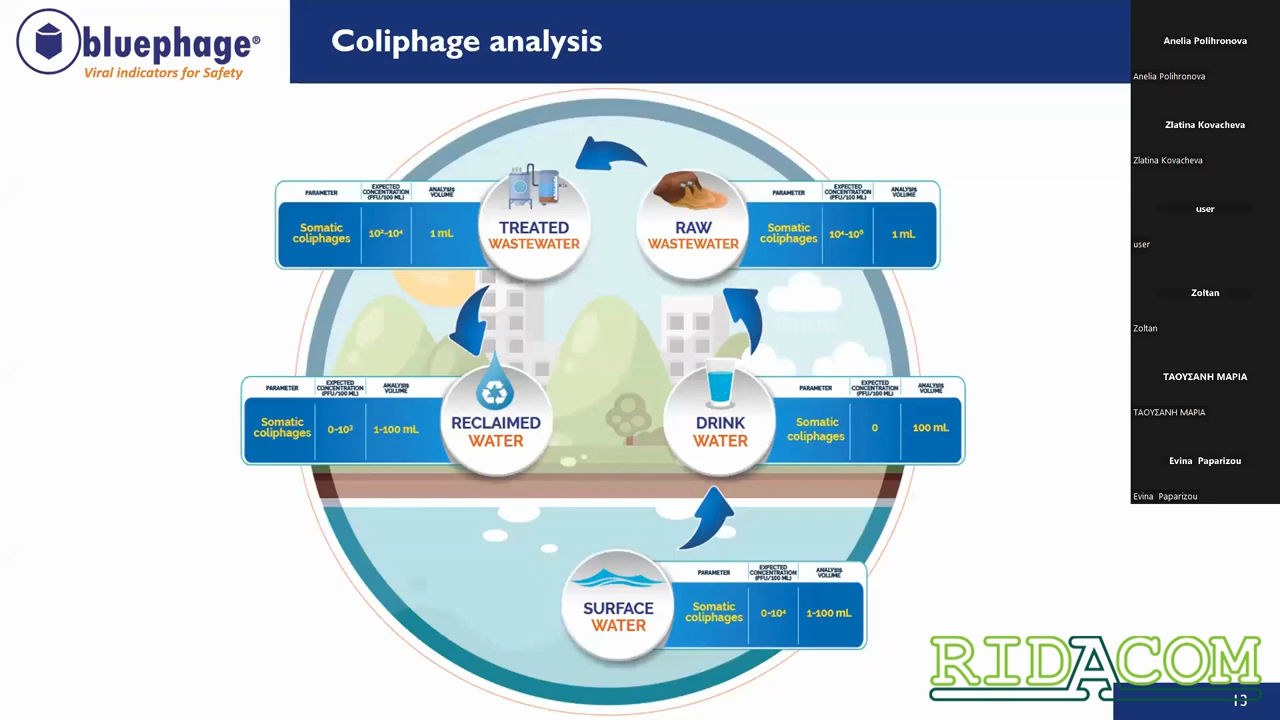 bluephage®
Viral indicators for Safety
Coliphage analysis
PARAMETER
EXPECTED CONCENTRATION (PFU/100 ML)
ANALYSIS VOLUME
Somatic coliphages
10²-10⁴
1 mL
TREATED
WASTEWATER
RAW
WASTEWATER
PARAMETER
EXPECTED CONCENTRATION (PFU/100 ML)
ANALYSIS VOLUME
Somatic coliphages
10⁴-10⁶
1 mL
PARAMETER
EXPECTED CONCENTRATION (PFU/100 ML)
ANALYSIS VOLUME
Somatic coliphages
0-10³
1-100 mL
RECLAIMED
WATER
DRINK
WATER
PARAMETER
EXPECTED CONCENTRATION (PFU/100 ML)
ANALYSIS VOLUME
Somatic coliphages
0
100 mL
SURFACE
WATER
PARAMETER
EXPECTED CONCENTRATION (PFU/100 ML)
ANALYSIS VOLUME
Somatic coliphages
0-10⁴
1-100 mL
Anelia Polihronova
Anelia Polihronova
Zlatina Kovacheva
Zlatina Kovacheva
user
user
Zoltan
Zoltan
ΤΑΟΥΣΑΝΗ ΜΑΡΙΑ
ΤΑΟΥΣΑΝΗ ΜΑΡΙΑ
Evina Paparizou
Evina Paparizou
RIDACOM
13